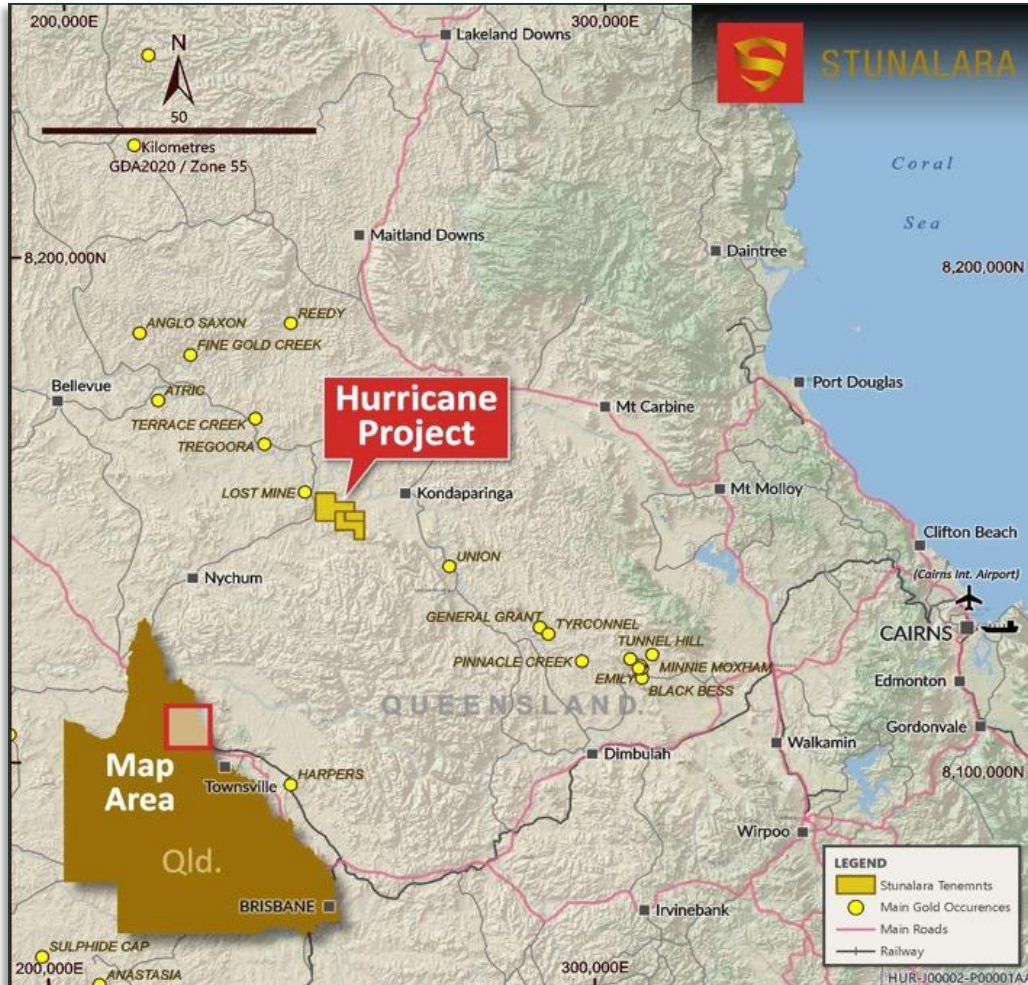 200,000E
300,000E
Lakeland Downs
STUNALARA
N
50
Kilometres
GDA2020 / Zone 55
Coral
Sea
Maitland Downs
Daintree
8,200,000N
8,200,000N
REEDY
ANGLO SAXON
FINE GOLD CREEK
Bellevue
ATRIC
Port Douglas
Hurricane
Project
Mt Carbine
TERRACE CREEK
TREGOORA
LOST MINE
Kondaparinga
Mt Molloy
Clifton Beach
UNION
(Cairns Int. Airport)
Nychum
GENERAL GRANT
TYRCONNEL
CAIRNS
TUNNEL HILL
PINNACLE CREEK
MINNIE MOXHAM
EMILY
BLACK BESS
Edmonton
QUEENSLAND
Gordonvale
Walkamin
Dimbulah
Map
Area
Townsville
HARPERS
8,100,000N
Wirpoo
Qld.
BRISBANE
LEGEND
Stunalara Tenemnts
Main Gold Occurences
Main Roads
Railway
Irvinebank
SULPHIDE CAP
200,000E
ANASTASIA
300,000E
HUR-J00002-P00001AA